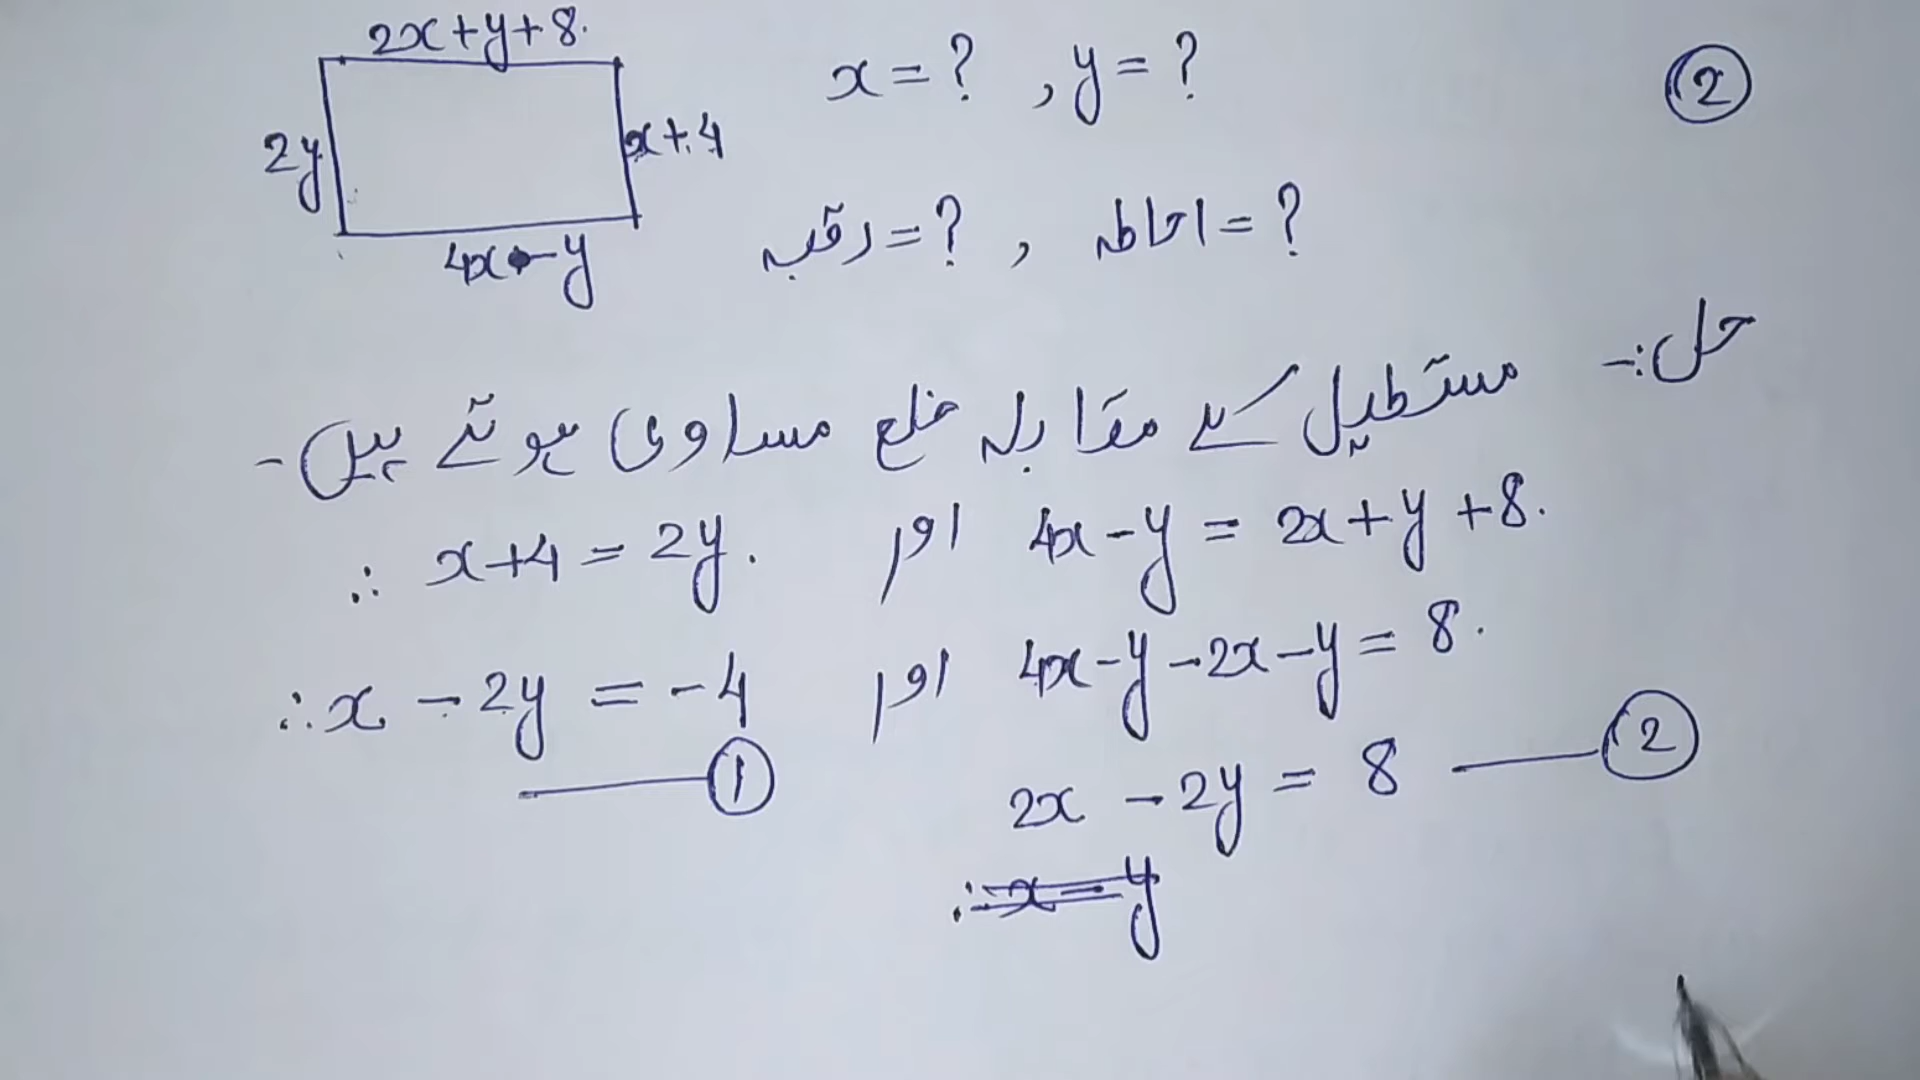 2x+y+8.
x = ? , y = ?
②
2y
x+4
4x-y
احاطہ = ? , رقبہ = ?
حل :-
مستطیل کے مقابلہ ضلع مساوی ہوتے ہیں -
∴ x+4 = 2y. اور 4x-y = 2x+y+8.
∴ x - 2y = -4 اور 4x-y-2x-y = 8.
①
2x - 2y = 8 —— ②
∴ x = y